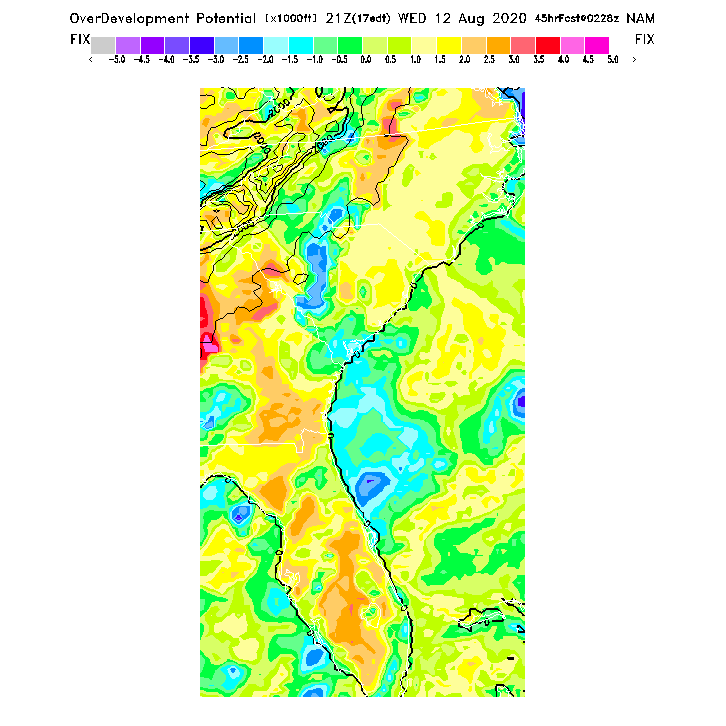 OverDevelopment Potential [x1000ft] 21Z(17edt) WED 12 Aug 2020 45hrFcst@0228z NAM
FIX FIX
< -5.0 -4.5 -4.0 -3.5 -3.0 -2.5 -2.0 -1.5 -1.0 -0.5 0.0 0.5 1.0 1.5 2.0 2.5 3.0 3.5 4.0 4.5 5.0 >
2000
2000